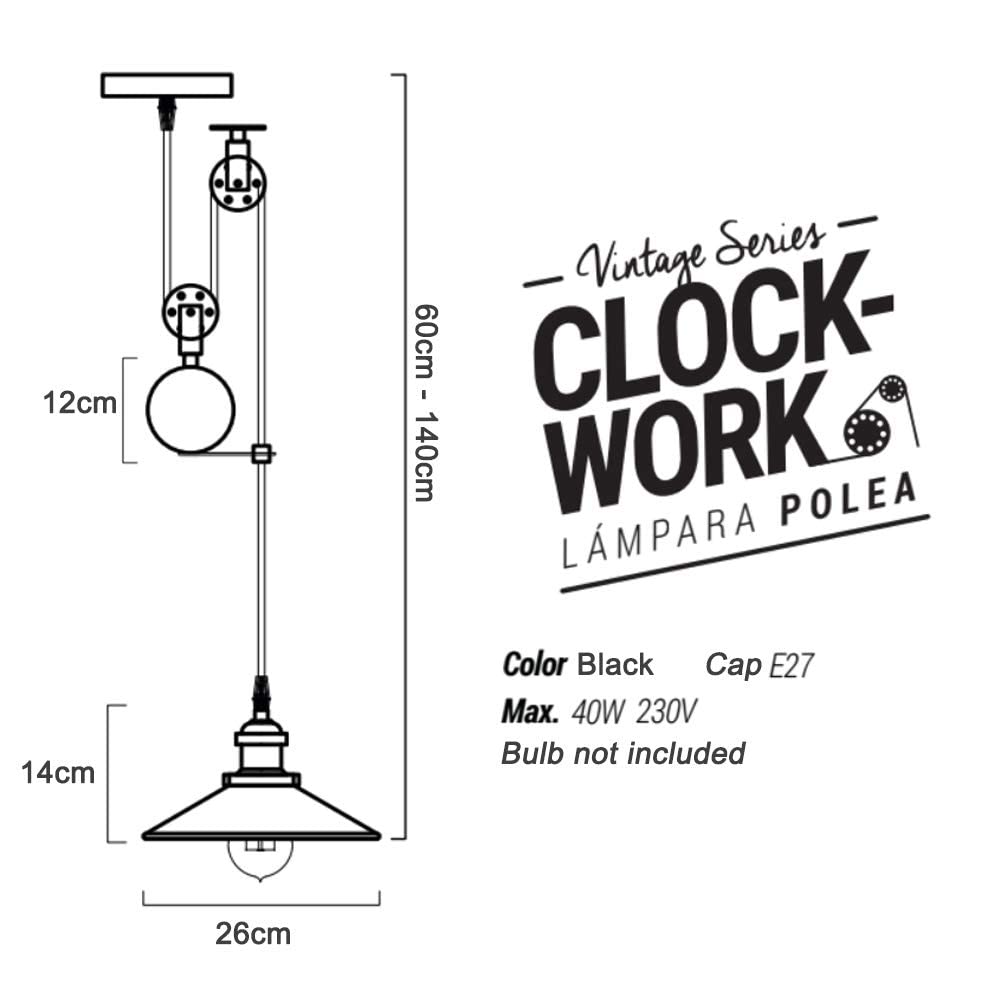 Vintage Series
CLOCK-
WORK
LÁMPARA POLEA
60cm - 140cm
12cm
14cm
26cm
Color Black Cap E27
Max. 40W 230V
Bulb not included